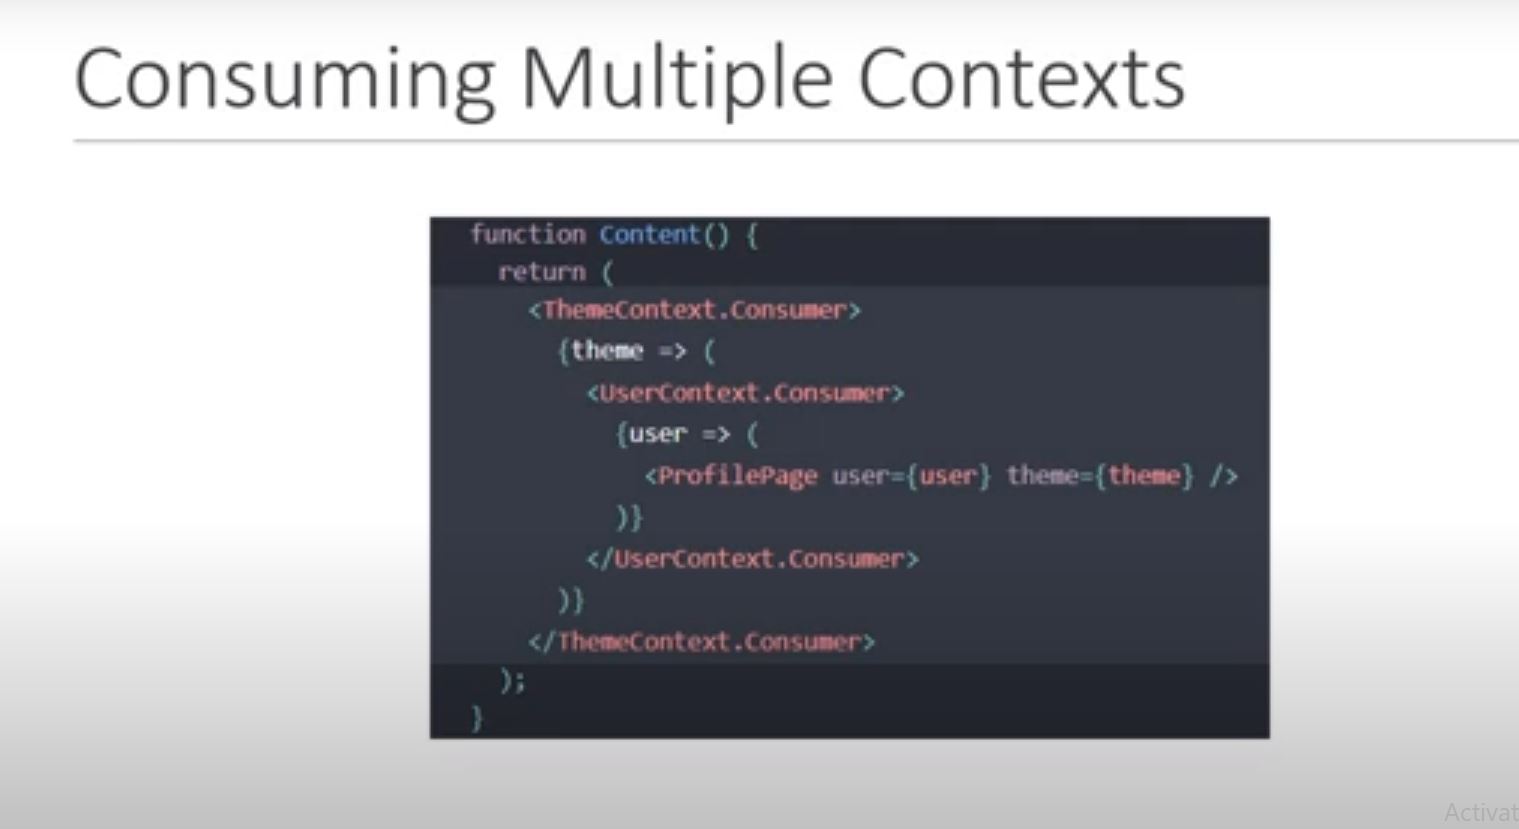 Consuming Multiple Contexts
function Content() {
return (
<ThemeContext.Consumer>
{theme => (
<UserContext.Consumer>
{user => (
<ProfilePage user={user} theme={theme} />
)}
</UserContext.Consumer>
)}
</ThemeContext.Consumer>
);
}
Activat